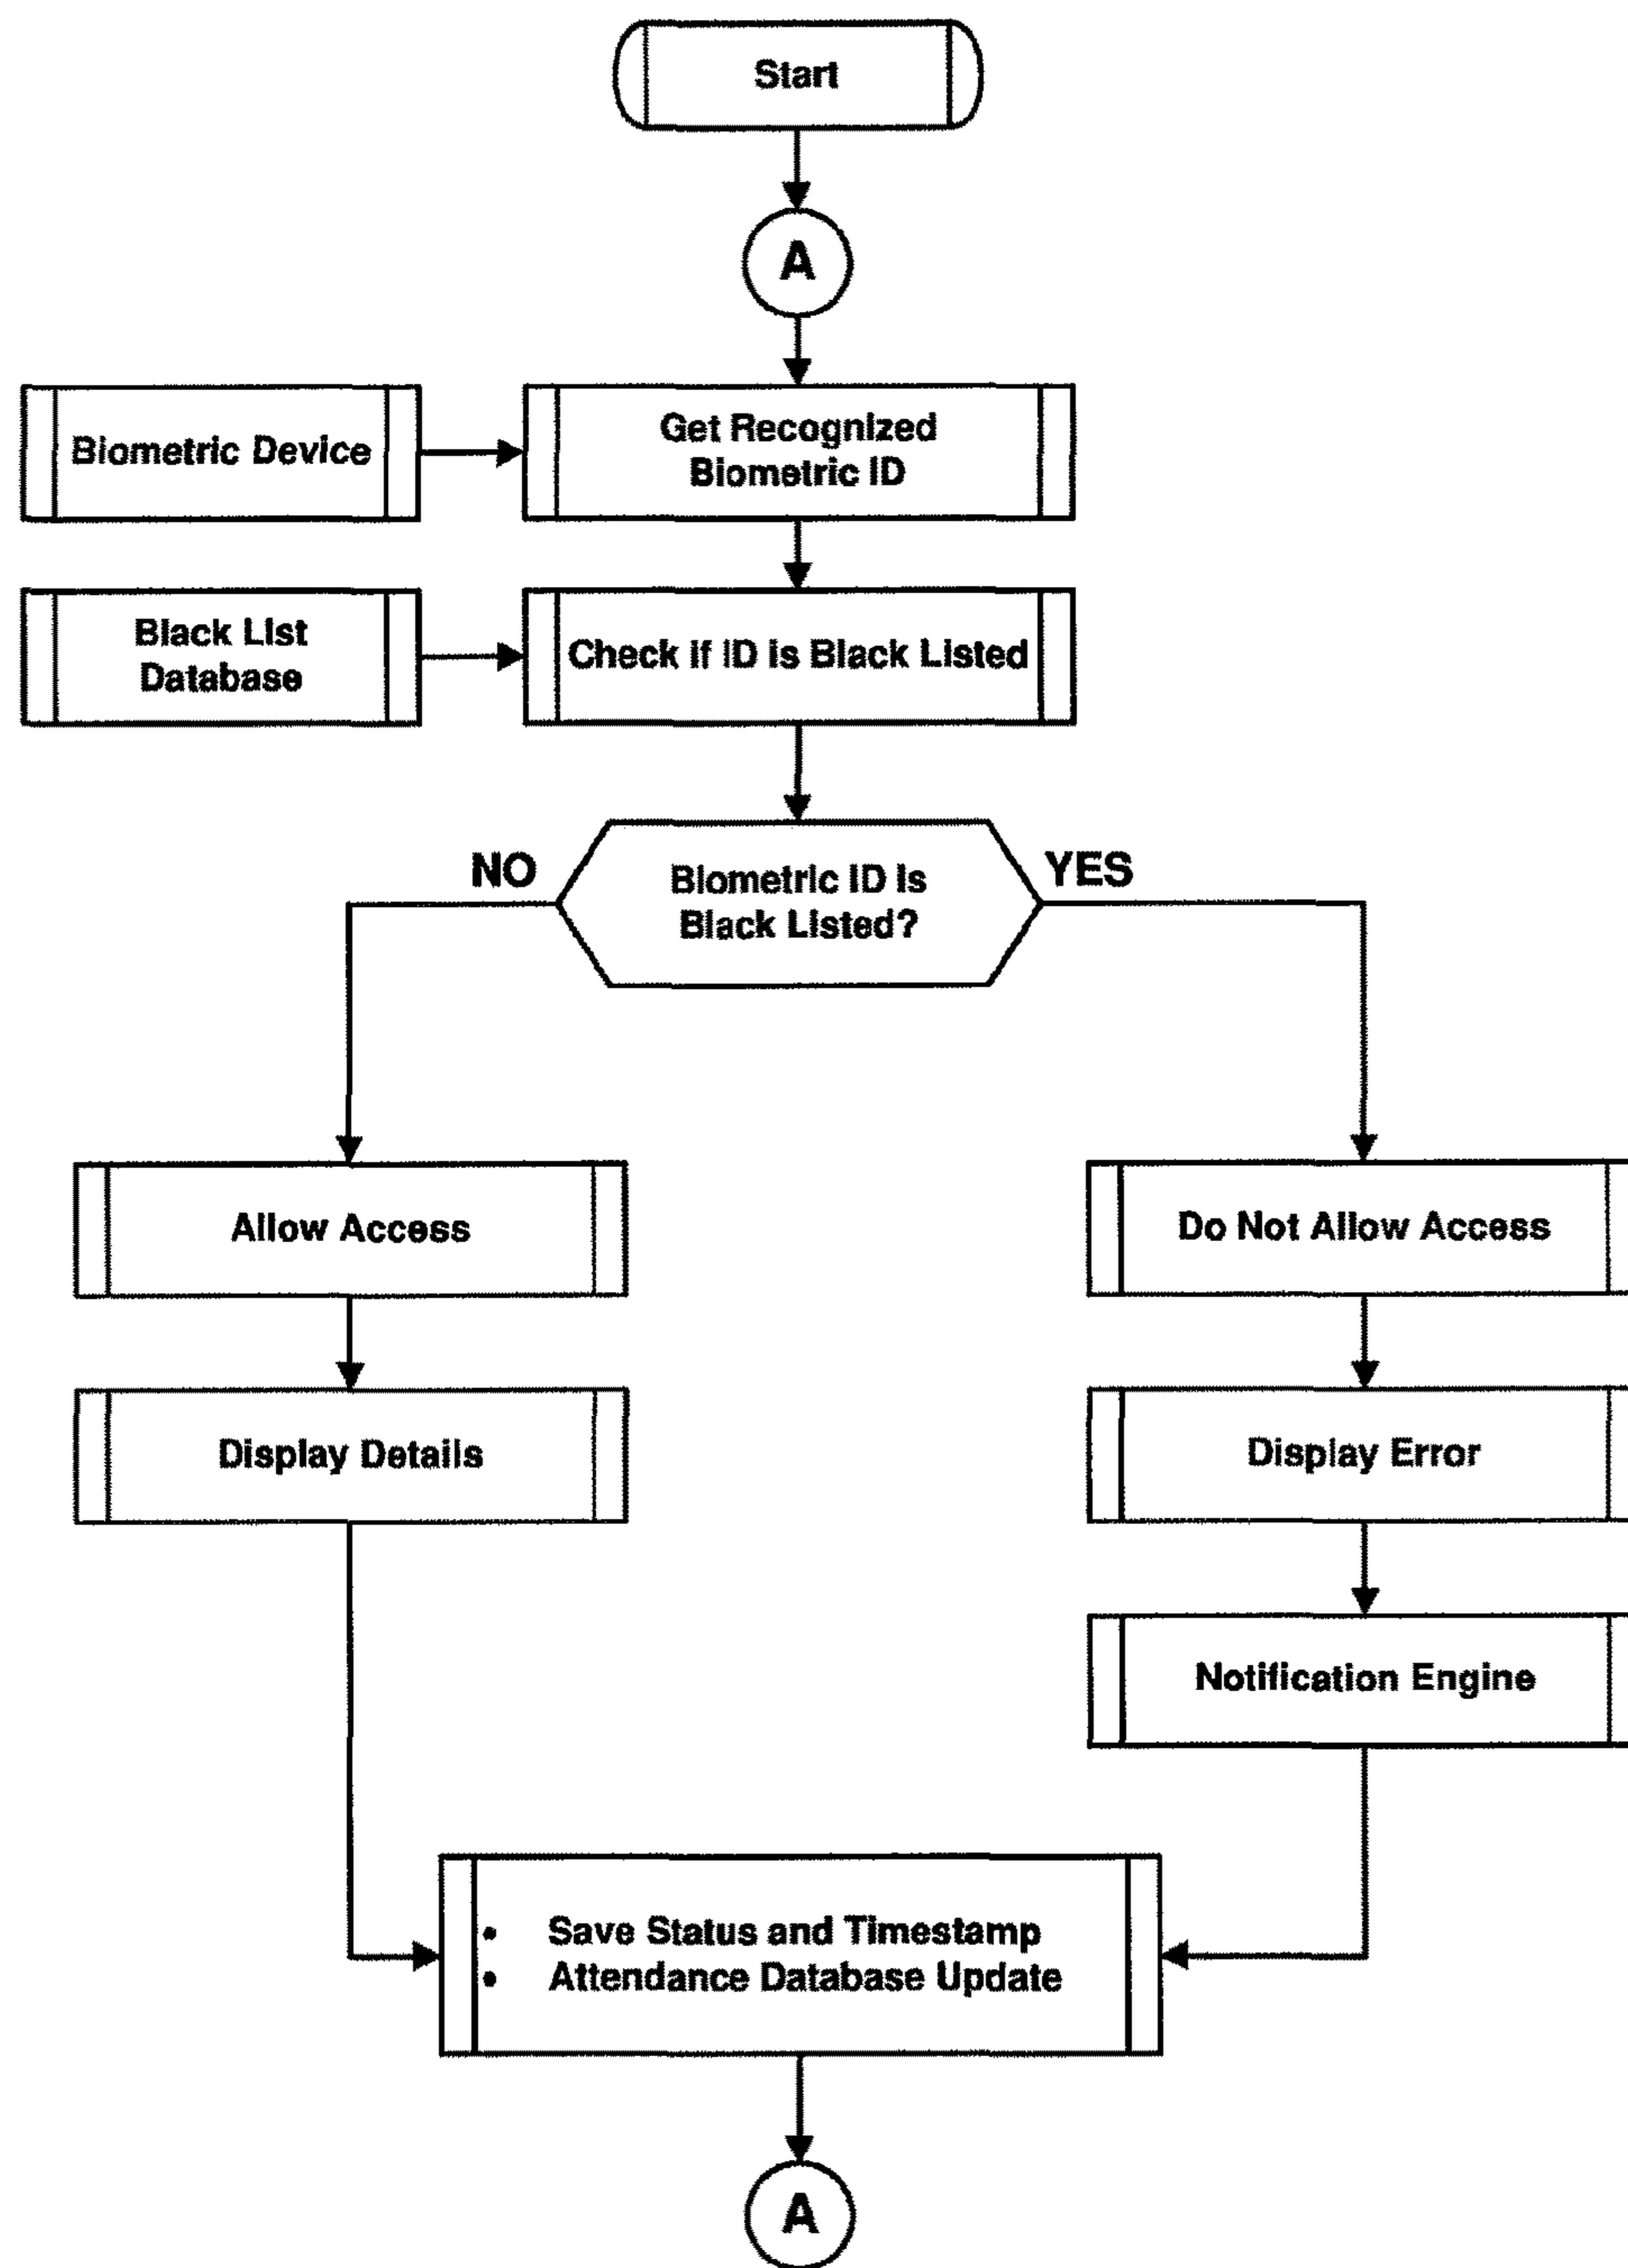 Start
A
Biometric Device
Get Recognized
Biometric ID
Black List
Database
Check if ID is Black Listed
NO
YES
Biometric ID is
Black Listed?
Allow Access
Do Not Allow Access
Display Details
Display Error
Notification Engine
• Save Status and Timestamp
• Attendance Database Update
A